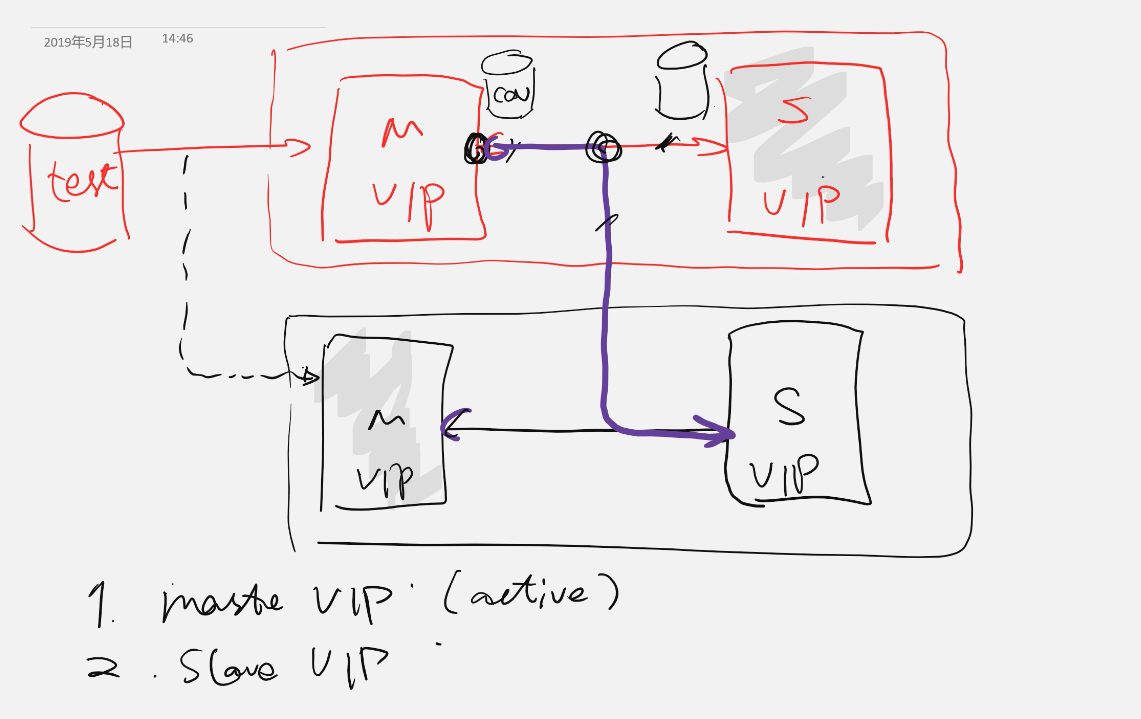 2019年5月18日 14:46
test
M
VIP
con
S
VIP
M
VIP
S
VIP
1. maste VIP (active)
2. Slave VIP